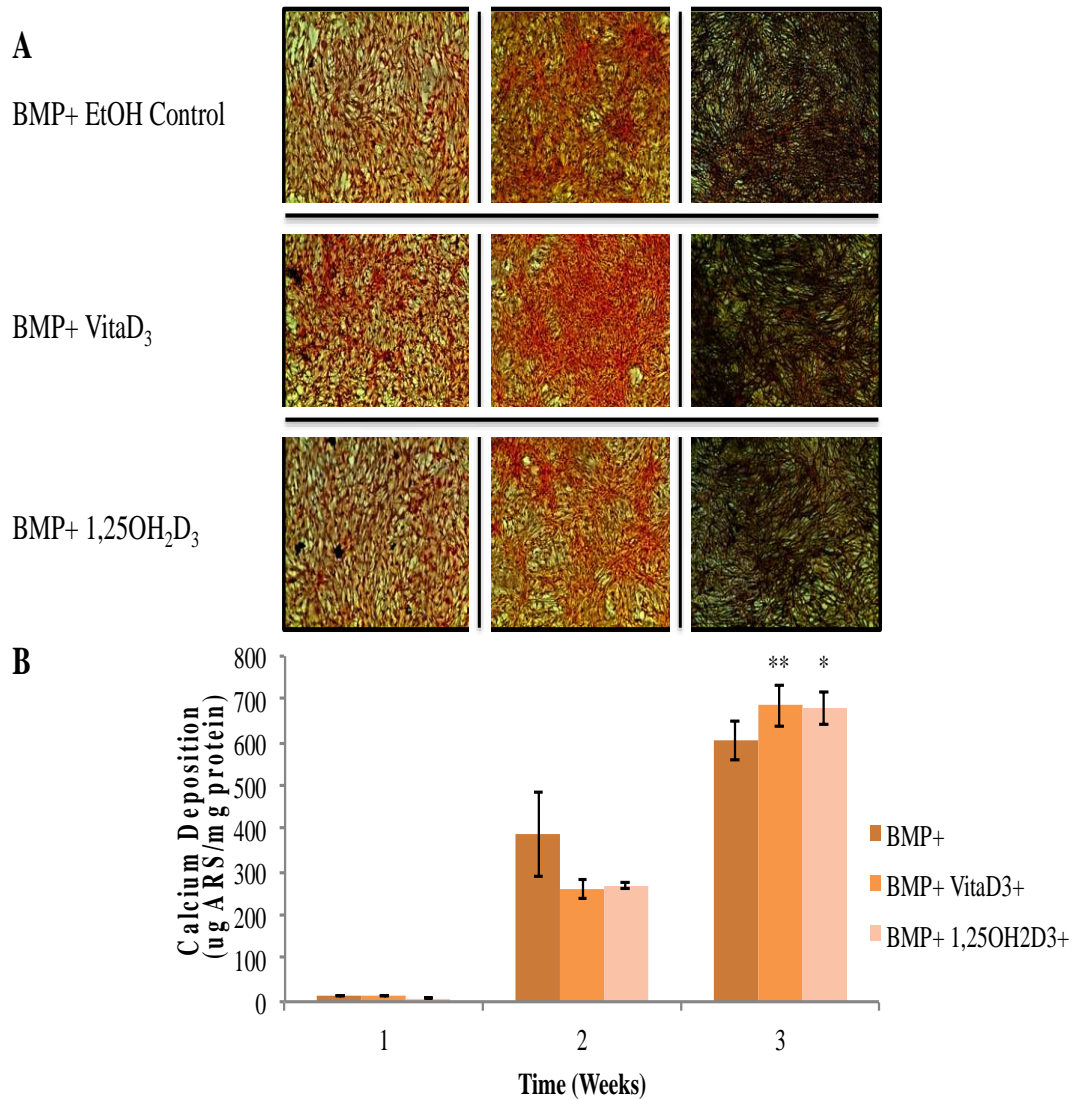 A
BMP+ EtOH Control
BMP+ VitaD₃
BMP+ 1,25OH₂D₃
B
Calcium Deposition
(ug ARS/mg protein)
800
700
600
500
400
300
200
100
0
** *
1 2 3
Time (Weeks)
BMP+
BMP+ VitaD3+
BMP+ 1,25OH2D3+